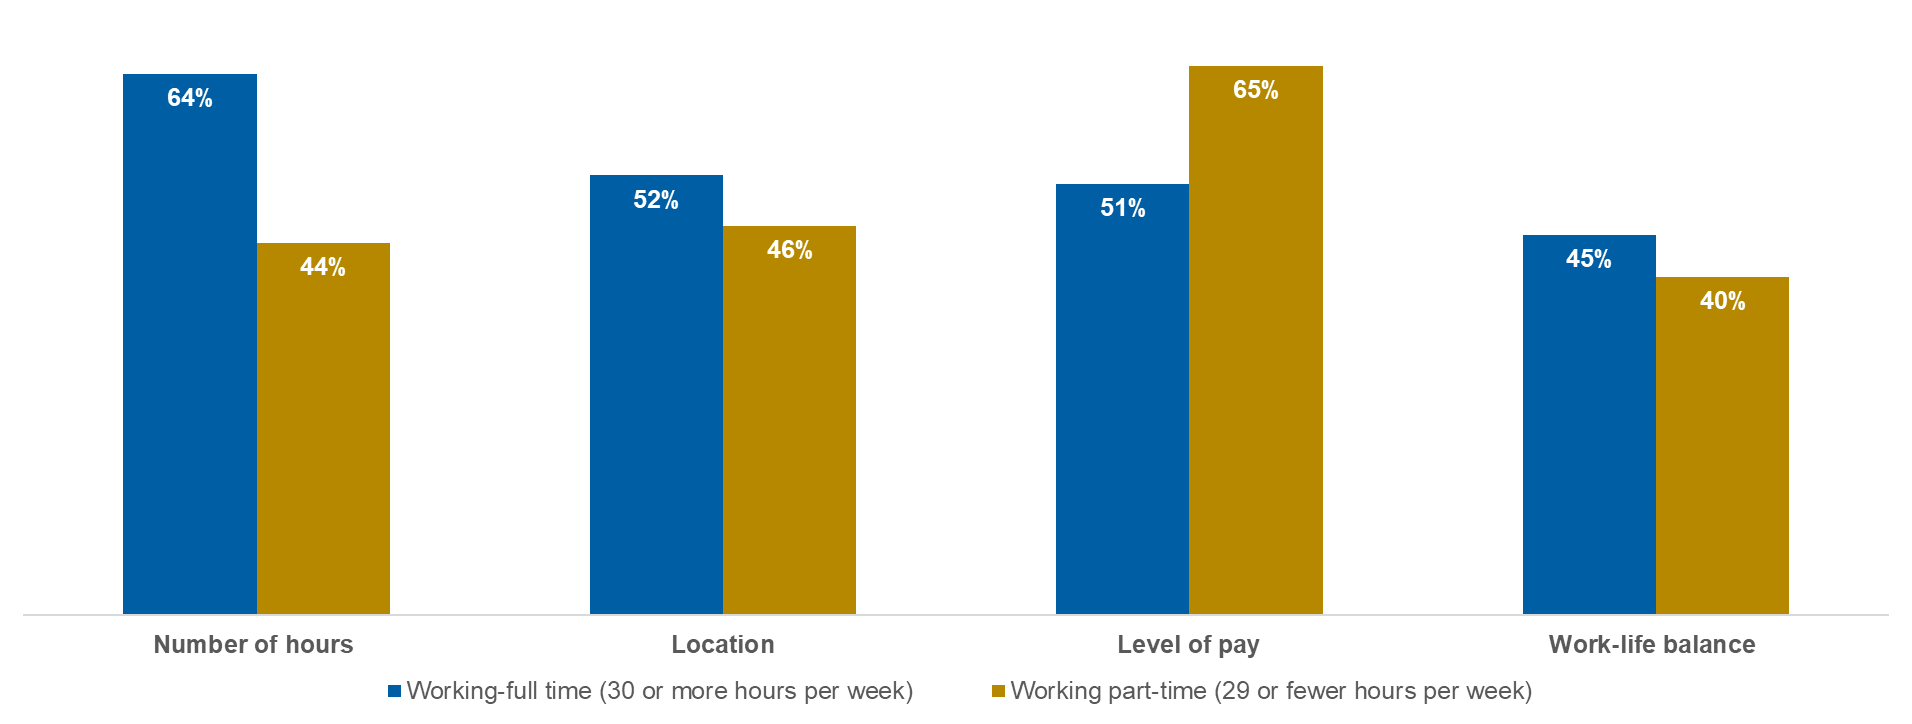 64%
44%
52%
46%
51%
65%
45%
40%
Number of hours
Location
Level of pay
Work-life balance
Working-full time (30 or more hours per week)
Working part-time (29 or fewer hours per week)